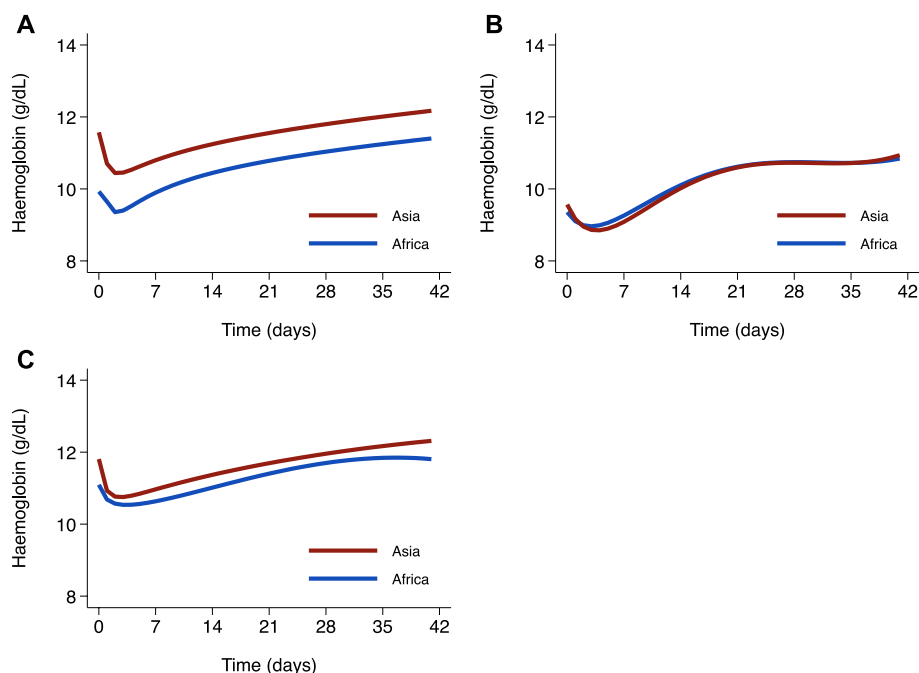 A
Haemoglobin (g/dL)
14
12
10
8
Asia
Africa
0 7 14 21 28 35 42
Time (days)
B
Haemoglobin (g/dL)
14
12
10
8
Asia
Africa
0 7 14 21 28 35 42
Time (days)
C
Haemoglobin (g/dL)
14
12
10
8
Asia
Africa
0 7 14 21 28 35 42
Time (days)